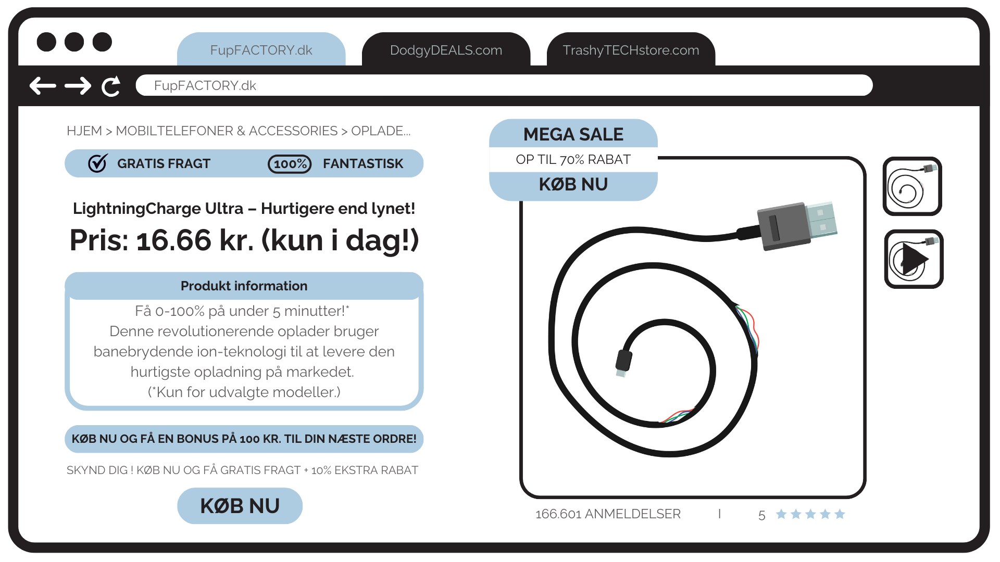 FupFACTORY.dk
DodgyDEALS.com
TrashyTECHstore.com
FupFACTORY.dk
HJEM > MOBILTELEFONER & ACCESSORIES > OPLADE...
GRATIS FRAGT
100%
FANTASTISK
LightningCharge Ultra – Hurtigere end lynet!
Pris: 16.66 kr. (kun i dag!)
Produkt information
Få 0-100% på under 5 minutter!*
Denne revolutionerende oplader bruger
banebrydende ion-teknologi til at levere den
hurtigste opladning på markedet.
(*Kun for udvalgte modeller.)
KØB NU OG FÅ EN BONUS PÅ 100 KR. TIL DIN NÆSTE ORDRE!
SKYND DIG ! KØB NU OG FÅ GRATIS FRAGT + 10% EKSTRA RABAT
KØB NU
MEGA SALE
OP TIL 70% RABAT
KØB NU
166.601 ANMELDELSER | 5